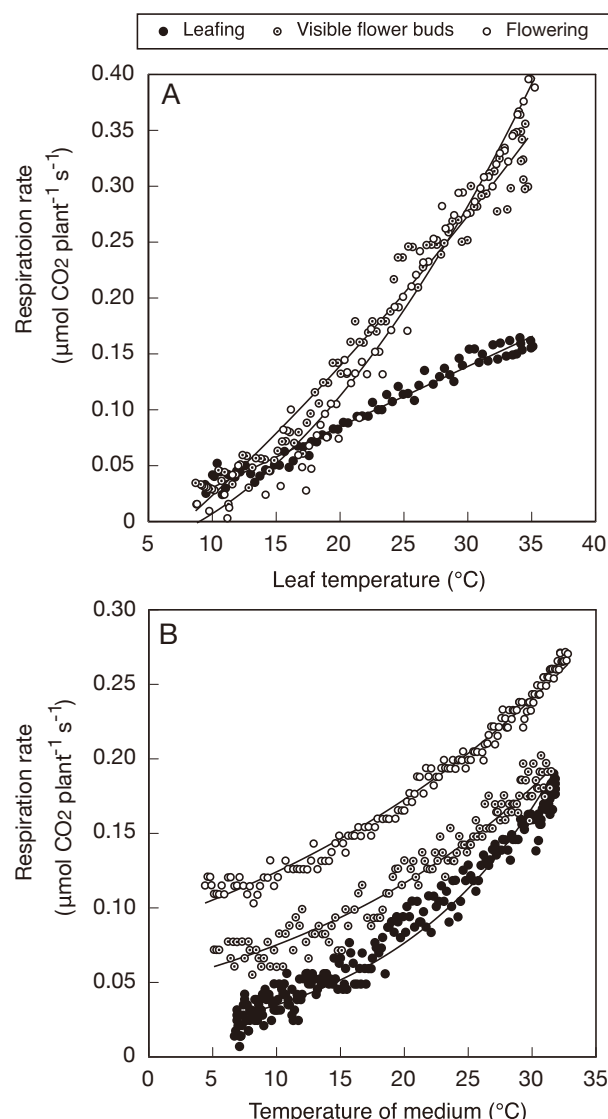 Leafing Visible flower buds Flowering
A
0.40
0.35
0.30
0.25
0.20
0.15
0.10
0.05
0
5 10 15 20 25 30 35 40
Respiratoion rate
(µmol CO2 plant-1 s-1)
Leaf temperature (°C)
B
0.30
0.25
0.20
0.15
0.10
0.05
0
0 5 10 15 20 25 30 35
Respiration rate
(µmol CO2 plant-1 s-1)
Temperature of medium (°C)